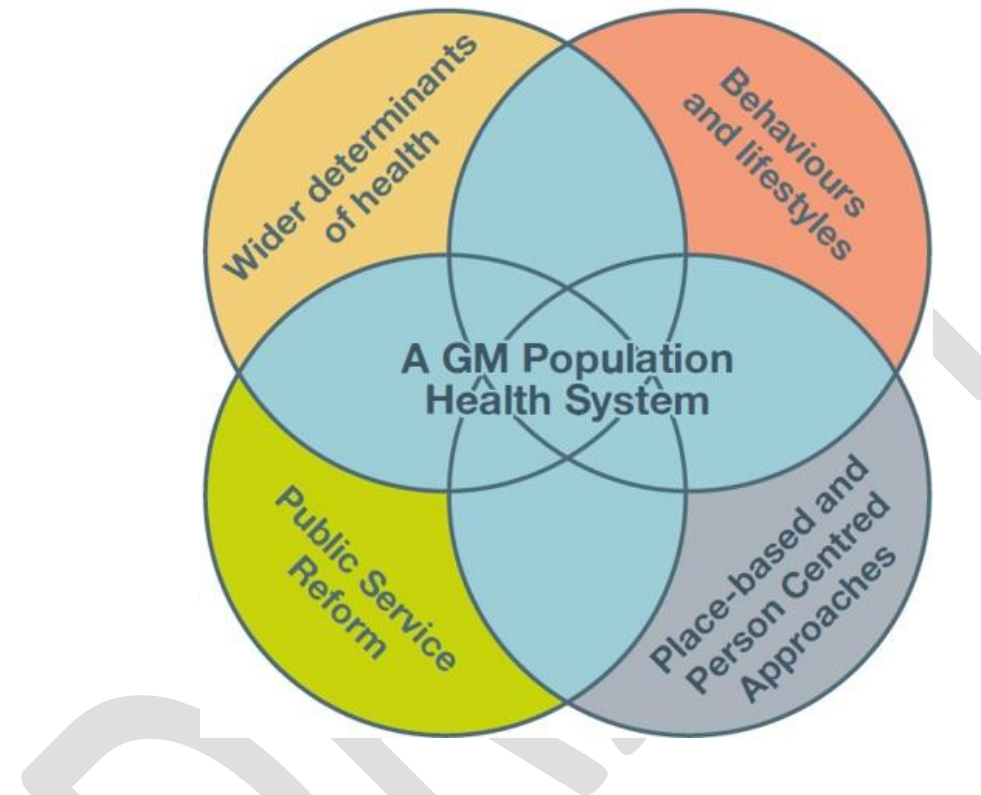 Wider determinants
of health
Behaviours
and lifestyles
A GM Population
Health System
Public Service
Reform
Place-based and
Person Centred
Approaches